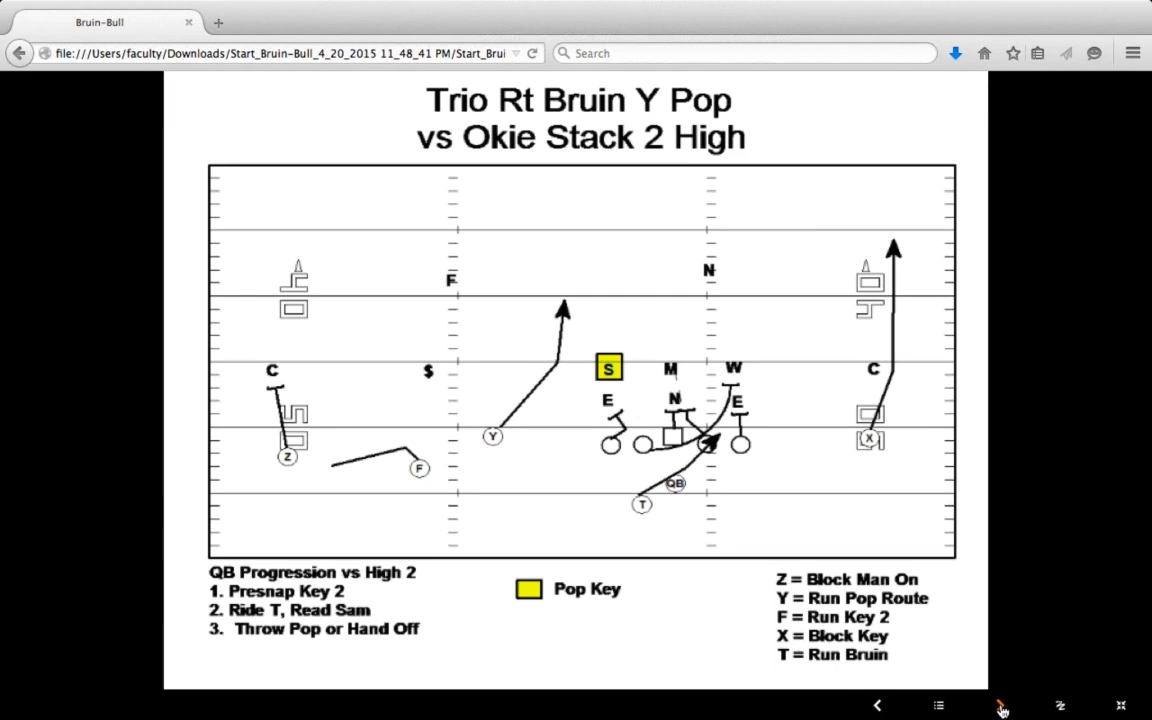 Bruin-Bull
file:///Users/faculty/Downloads/Start_Bruin-Bull_4_20_2015 11_48_41 PM/Start_Brui
Search
Trio Rt Bruin Y Pop
vs Okie Stack 2 High
N
F
C $ S M W C
E N E
Y X
Z F
QB
T
QB Progression vs High 2
1. Presnap Key 2
2. Ride T, Read Sam
3. Throw Pop or Hand Off
Pop Key
Z = Block Man On
Y = Run Pop Route
F = Run Key 2
X = Block Key
T = Run Bruin